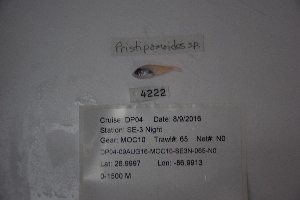 Pristipomoides sp.
4222
Cruise: DP04 Date: 8/9/2016
Station: SE-3 Night
Gear: MOC10 Trawl#: 65 Net#: N0
DP04-09AUG16-MOC10-SE3N-065-N0
Lat: 26.9997 Lon: -86.9913
0-1500 M